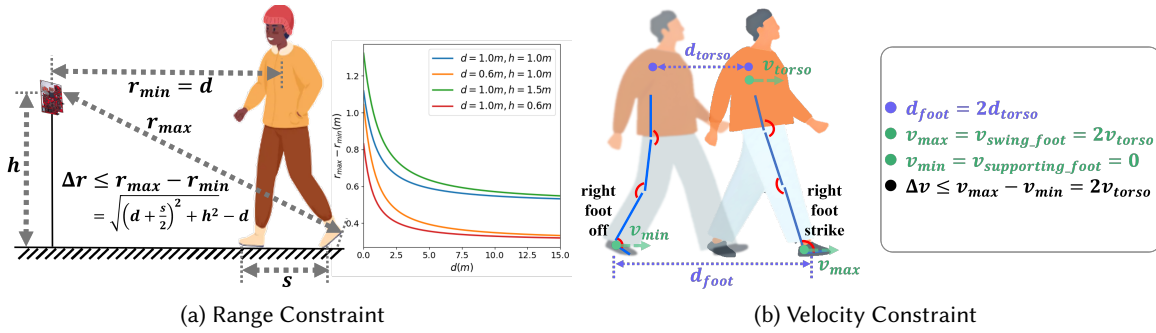 r_min = d
r_max
h
Δr ≤ r_max − r_min
= √((d + s/2)² + h²) − d
s
r_max − r_min(m)
1.2
1.0
0.8
0.6
0.4
d = 1.0m, h = 1.0m
d = 0.6m, h = 1.0m
d = 1.0m, h = 1.5m
d = 1.0m, h = 0.6m
0.0 2.5 5.0 7.5 10.0 12.5 15.0
d(m)
(a) Range Constraint
d_torso
v_torso
right
foot
off
v_min
right
foot
strike
v_max
d_foot
d_foot = 2d_torso
v_max = v_swing_foot = 2v_torso
v_min = v_supporting_foot = 0
Δv ≤ v_max − v_min = 2v_torso
(b) Velocity Constraint